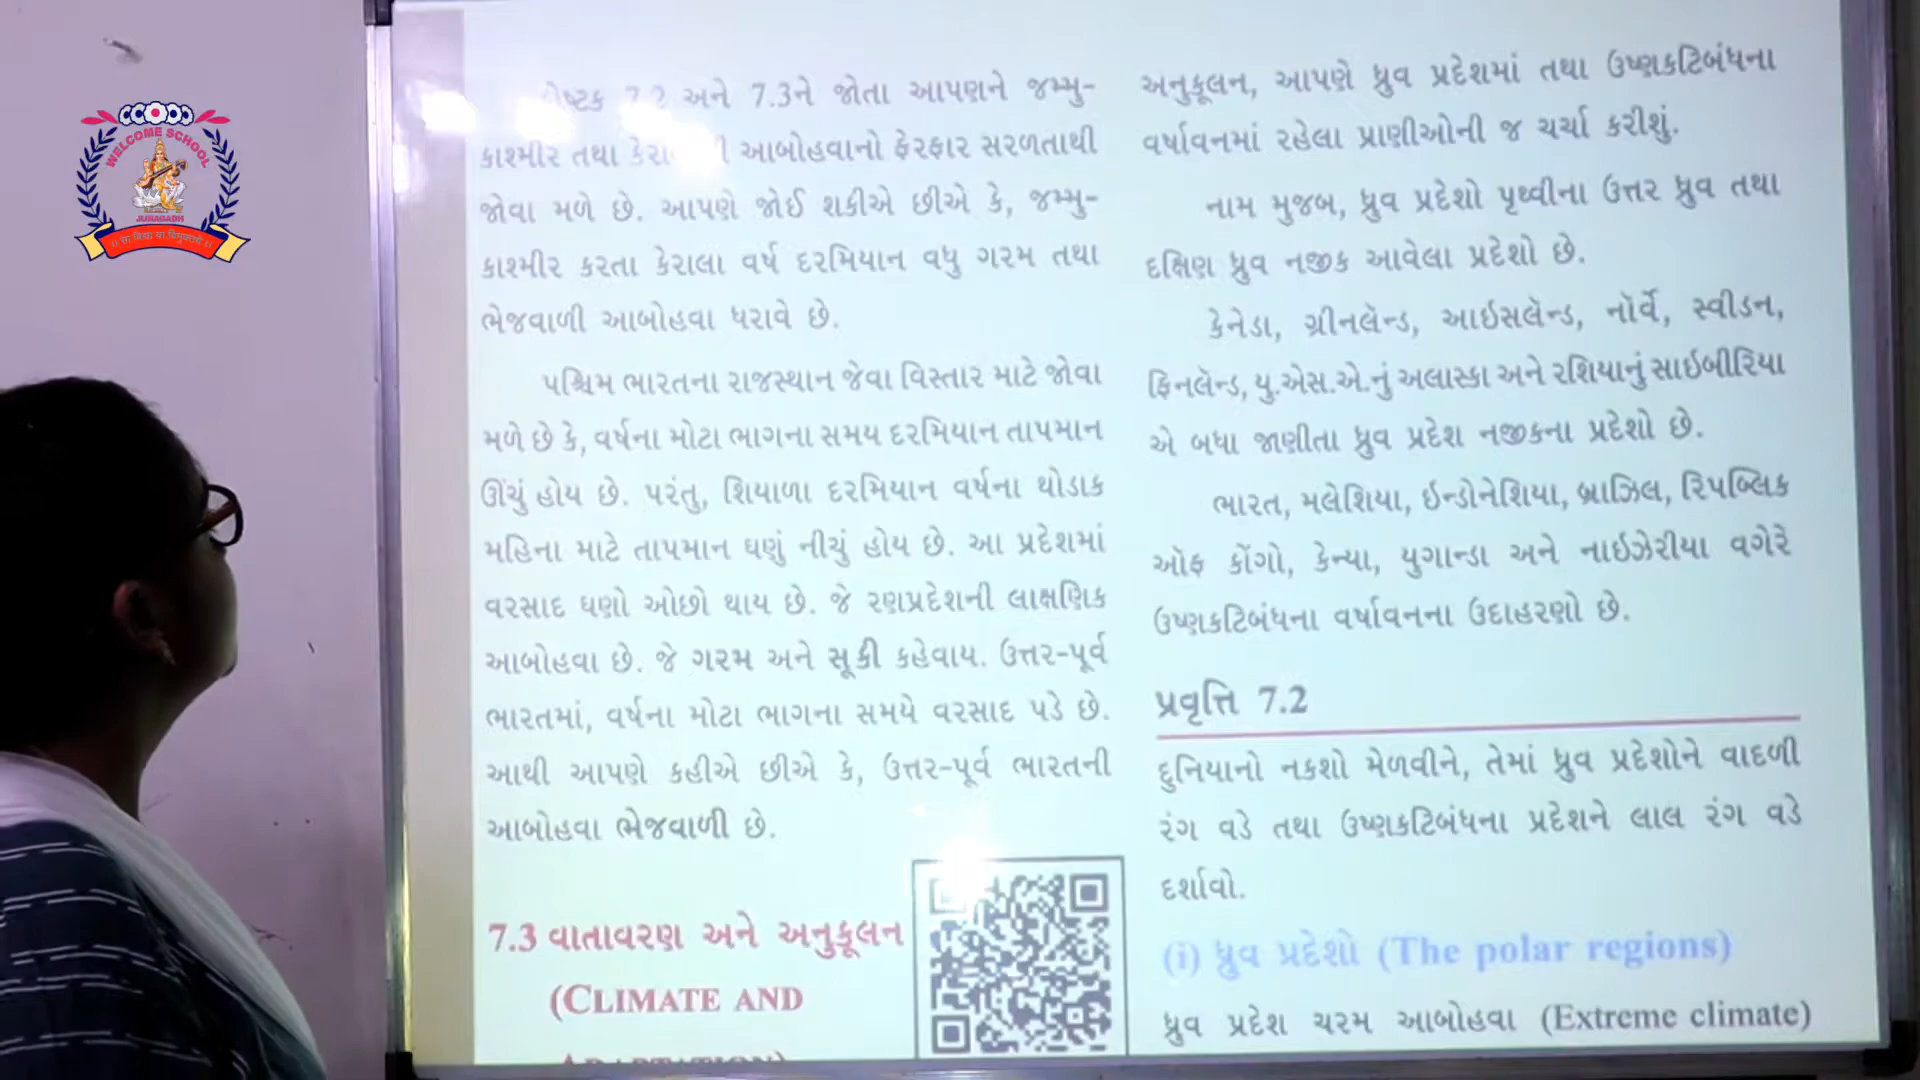 WELCOME SCHOOL
JUNAGADH
7.2 અને 7.3ને જોતા આપણને જમ્મુ-
કાશ્મીર તથા આબોહવાનો ફેરફાર સરળતાથી
જોવા મળે છે. આપણે જોઈ શકીએ છીએ કે, જમ્મુ-
કાશ્મીર કરતા કેરાલા વર્ષ દરમિયાન વધુ ગરમ તથા
ભેજવાળી આબોહવા ધરાવે છે.
પશ્ચિમ ભારતના રાજસ્થાન જેવા વિસ્તાર માટે જોવા
મળે છે કે, વર્ષના મોટા ભાગના સમય દરમિયાન તાપમાન
ઊંચું હોય છે. પરંતુ, શિયાળા દરમિયાન વર્ષના થોડાક
મહિના માટે તાપમાન ઘણું નીચું હોય છે. આ પ્રદેશમાં
વરસાદ ઘણો ઓછો થાય છે. જે રણપ્રદેશની લાક્ષણિક
આબોહવા છે. જે ગરમ અને સૂકી કહેવાય. ઉત્તર-પૂર્વ
ભારતમાં, વર્ષના મોટા ભાગના સમયે વરસાદ પડે છે.
આથી આપણે કહીએ છીએ કે, ઉત્તર-પૂર્વ ભારતની
આબોહવા ભેજવાળી છે.
7.3 વાતાવરણ અને અનુકૂલન
(CLIMATE AND
અનુકૂલન, આપણે ધ્રુવ પ્રદેશમાં તથા ઉષ્ણકટિબંધના
વર્ષાવનમાં રહેલા પ્રાણીઓની જ ચર્ચા કરીશું.
નામ મુજબ, ધ્રુવ પ્રદેશો પૃથ્વીના ઉત્તર ધ્રુવ તથા
દક્ષિણ ધ્રુવ નજીક આવેલા પ્રદેશો છે.
કેનેડા, ગ્રીનલૅન્ડ, આઇસલૅન્ડ, નૉર્વે, સ્વીડન,
ફિનલૅન્ડ, યુ.એસ.એ.નું અલાસ્કા અને રશિયાનું સાઇબીરિયા
એ બધા જાણીતા ધ્રુવ પ્રદેશ નજીકના પ્રદેશો છે.
ભારત, મલેશિયા, ઇન્ડોનેશિયા, બ્રાઝિલ, રિપબ્લિક
ઑફ કોંગો, કેન્યા, યુગાન્ડા અને નાઇઝેરીયા વગેરે
ઉષ્ણકટિબંધના વર્ષાવનના ઉદાહરણો છે.
પ્રવૃત્તિ 7.2
દુનિયાનો નકશો મેળવીને, તેમાં ધ્રુવ પ્રદેશોને વાદળી
રંગ વડે તથા ઉષ્ણકટિબંધના પ્રદેશને લાલ રંગ વડે
દર્શાવો.
(i) ધ્રુવ પ્રદેશો (The polar regions)
ધ્રુવ પ્રદેશ ચરમ આબોહવા (Extreme climate)